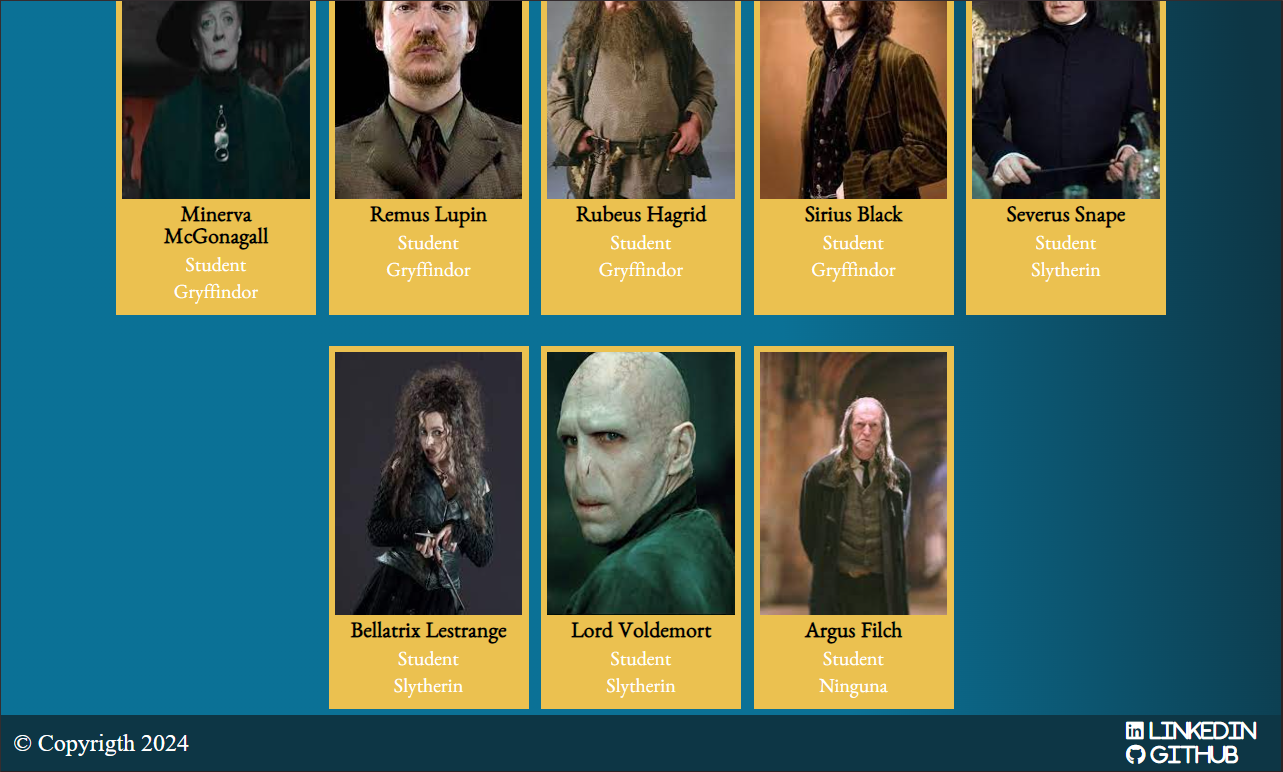 Minerva
McGonagall
Student
Gryffindor
Remus Lupin
Student
Gryffindor
Rubeus Hagrid
Student
Gryffindor
Sirius Black
Student
Gryffindor
Severus Snape
Student
Slytherin
Bellatrix Lestrange
Student
Slytherin
Lord Voldemort
Student
Slytherin
Argus Filch
Student
Ninguna
© Copyrigth 2024
in LINKEDIN
GITHUB